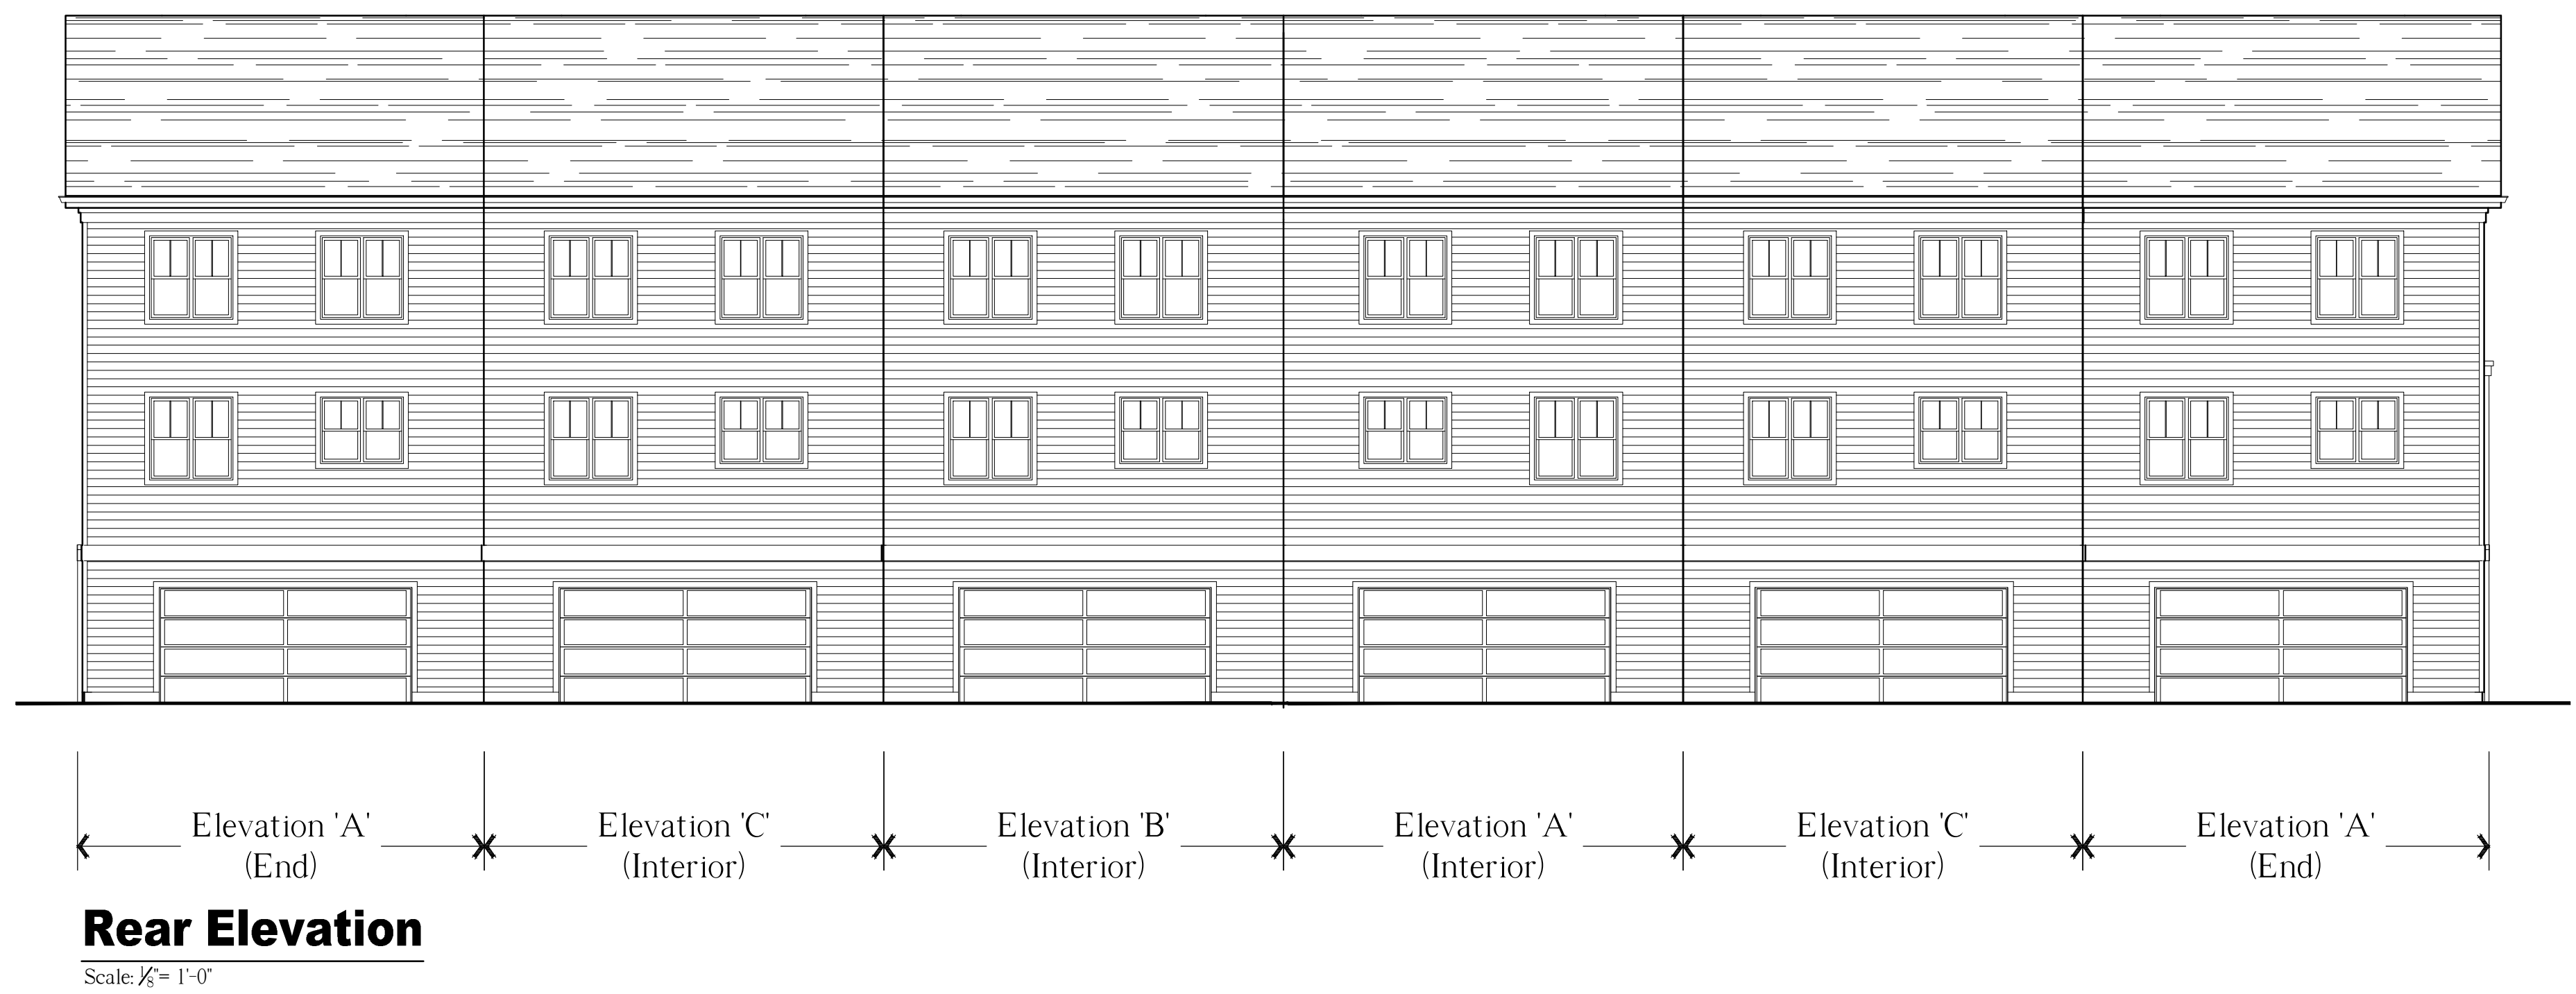 Elevation 'A'
(End)
Elevation 'C'
(Interior)
Elevation 'B'
(Interior)
Elevation 'A'
(Interior)
Elevation 'C'
(Interior)
Elevation 'A'
(End)
Rear Elevation
Scale: 1/8"= 1'-0"